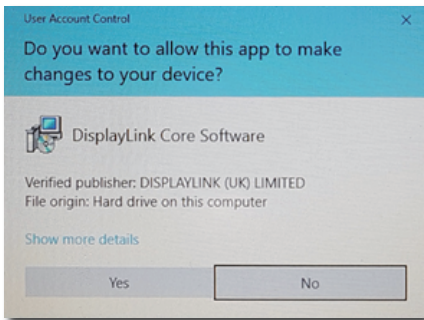 User Account Control
Do you want to allow this app to make
changes to your device?
DisplayLink Core Software
Verified publisher: DISPLAYLINK (UK) LIMITED
File origin: Hard drive on this computer
Show more details
Yes
No